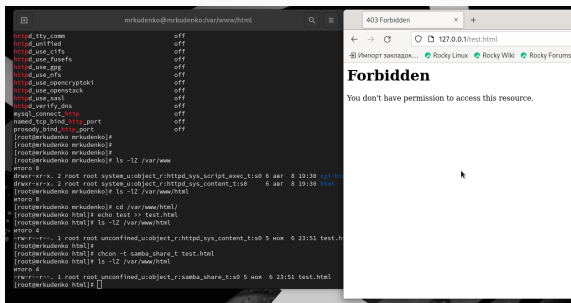 mrkudenko@mrkudenko:/var/www/html
httpd_tty_comm off
httpd_unified off
httpd_use_cifs off
httpd_use_fusefs off
httpd_use_gpg off
httpd_use_nfs off
httpd_use_opencryptoki off
httpd_use_openstack off
httpd_use_sasl off
httpd_verify_dns off
mysql_connect_http off
named_tcp_bind_http_port off
prosody_bind_http_port off
[root@mrkudenko mrkudenko]#
[root@mrkudenko mrkudenko]#
[root@mrkudenko mrkudenko]#
[root@mrkudenko mrkudenko]# ls -lZ /var/www
итого 0
drwxr-xr-x. 2 root root system_u:object_r:httpd_sys_script_exec_t:s0 6 авг 8 19:30 cgi-bi
drwxr-xr-x. 2 root root system_u:object_r:httpd_sys_content_t:s0 6 авг 8 19:30 html
[root@mrkudenko mrkudenko]# ls -lZ /var/www/html
итого 0
[root@mrkudenko mrkudenko]# cd /var/www/html/
[root@mrkudenko html]# echo test >> test.html
[root@mrkudenko html]# ls -lZ /var/www/html
итого 4
-rw-r--r--. 1 root root unconfined_u:object_r:httpd_sys_content_t:s0 5 ноя 6 23:51 test.h
[root@mrkudenko html]#
[root@mrkudenko html]# chcon -t samba_share_t test.html
[root@mrkudenko html]# ls -lZ /var/www/html
итого 4
-rw-r--r--. 1 root root unconfined_u:object_r:samba_share_t:s0 5 ноя 6 23:51 test.html
[root@mrkudenko html]#
403 Forbidden
127.0.0.1/test.html
Импорт закладок... Rocky Linux Rocky Wiki Rocky Forums
Forbidden
You don't have permission to access this resource.